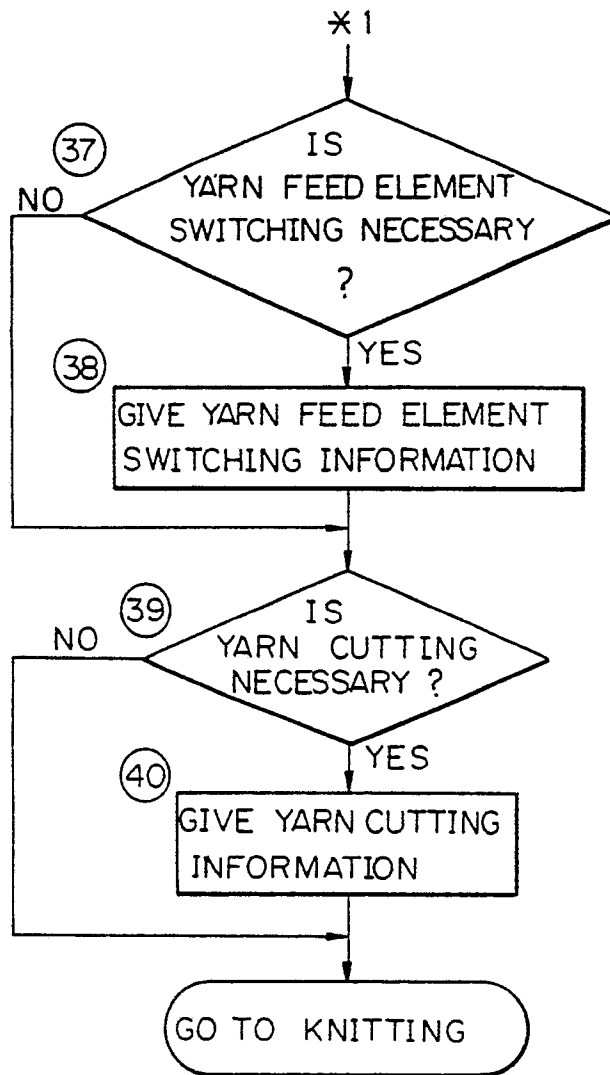 *1
37
IS
YARN FEED ELEMENT
SWITCHING NECESSARY
?
NO
YES
38
GIVE YARN FEED ELEMENT
SWITCHING INFORMATION
39
IS
YARN CUTTING
NECESSARY ?
NO
YES
40
GIVE YARN CUTTING
INFORMATION
GO TO KNITTING